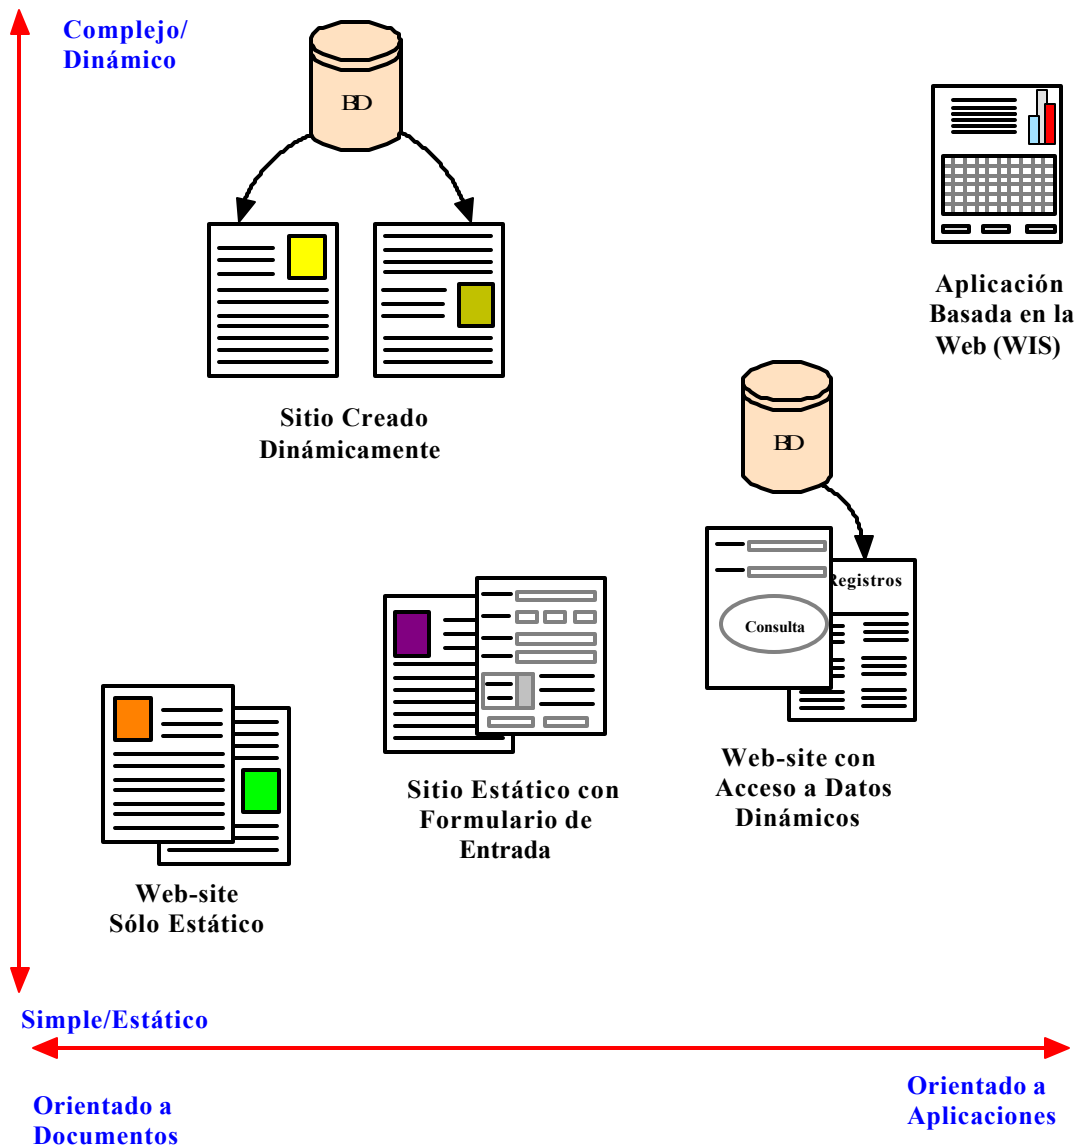 Complejo/
Dinámico
BD
Sitio Creado
Dinámicamente
Aplicación
Basada en la
Web (WIS)
BD
Registros
Consulta
Web-site con
Acceso a Datos
Dinámicos
Sitio Estático con
Formulario de
Entrada
Web-site
Sólo Estático
Simple/Estático
Orientado a
Documentos
Orientado a
Aplicaciones